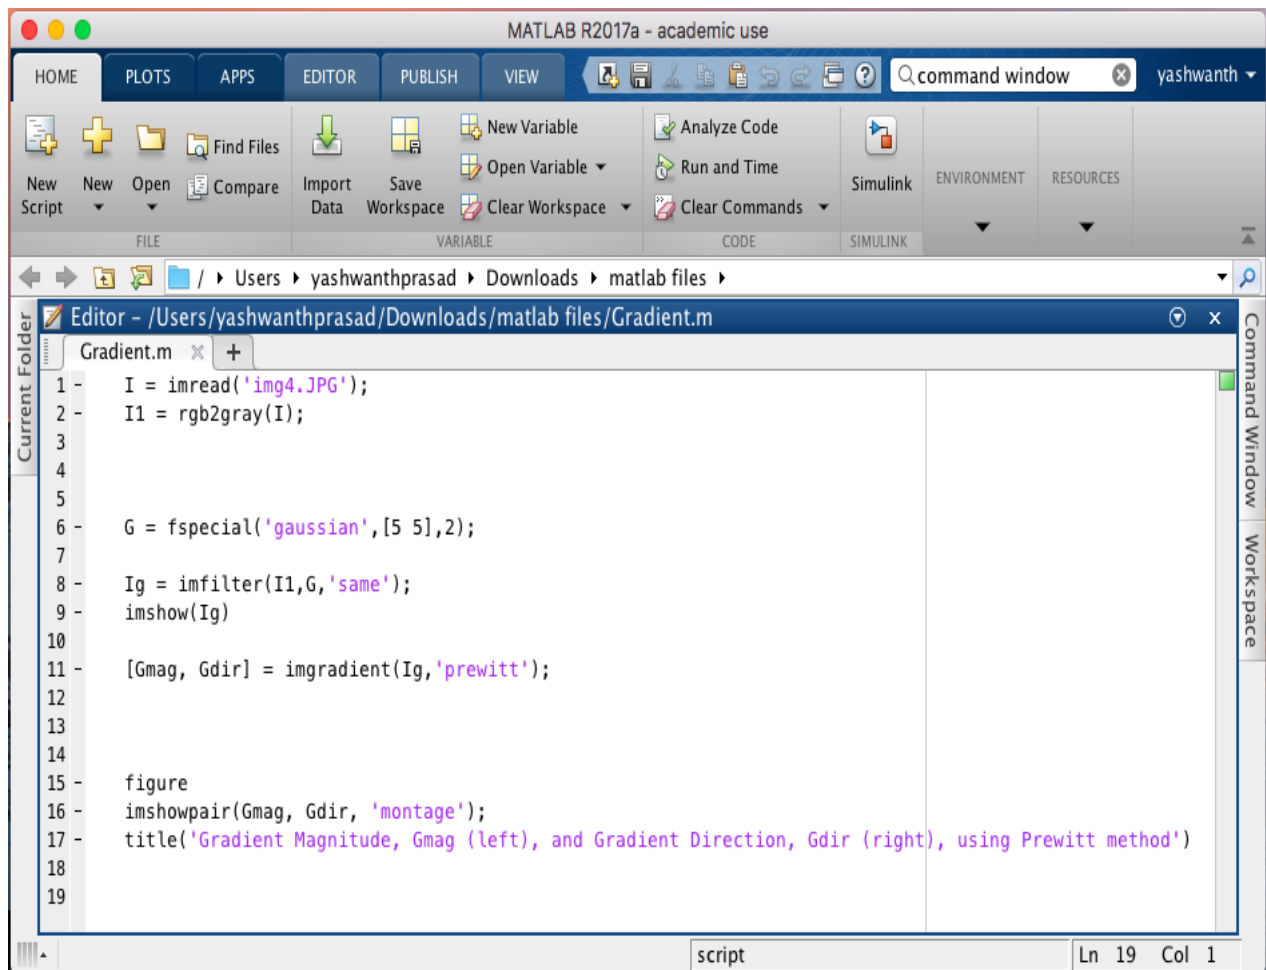 MATLAB R2017a - academic use
HOME PLOTS APPS EDITOR PUBLISH VIEW command window yashwanth
New Script
New
Open
Find Files
Compare
Import Data
Save Workspace
New Variable
Open Variable
Clear Workspace
Analyze Code
Run and Time
Clear Commands
Simulink
ENVIRONMENT
RESOURCES
FILE VARIABLE CODE SIMULINK
/ Users yashwanthprasad Downloads matlab files
Current Folder
Editor - /Users/yashwanthprasad/Downloads/matlab files/Gradient.m
Gradient.m +
1 - I = imread('img4.JPG');
2 - I1 = rgb2gray(I);
3
4
5
6 - G = fspecial('gaussian',[5 5],2);
7
8 - Ig = imfilter(I1,G,'same');
9 - imshow(Ig)
10
11 - [Gmag, Gdir] = imgradient(Ig,'prewitt');
12
13
14
15 - figure
16 - imshowpair(Gmag, Gdir, 'montage');
17 - title('Gradient Magnitude, Gmag (left), and Gradient Direction, Gdir (right), using Prewitt method')
18
19
Command Window
Workspace
script Ln 19 Col 1